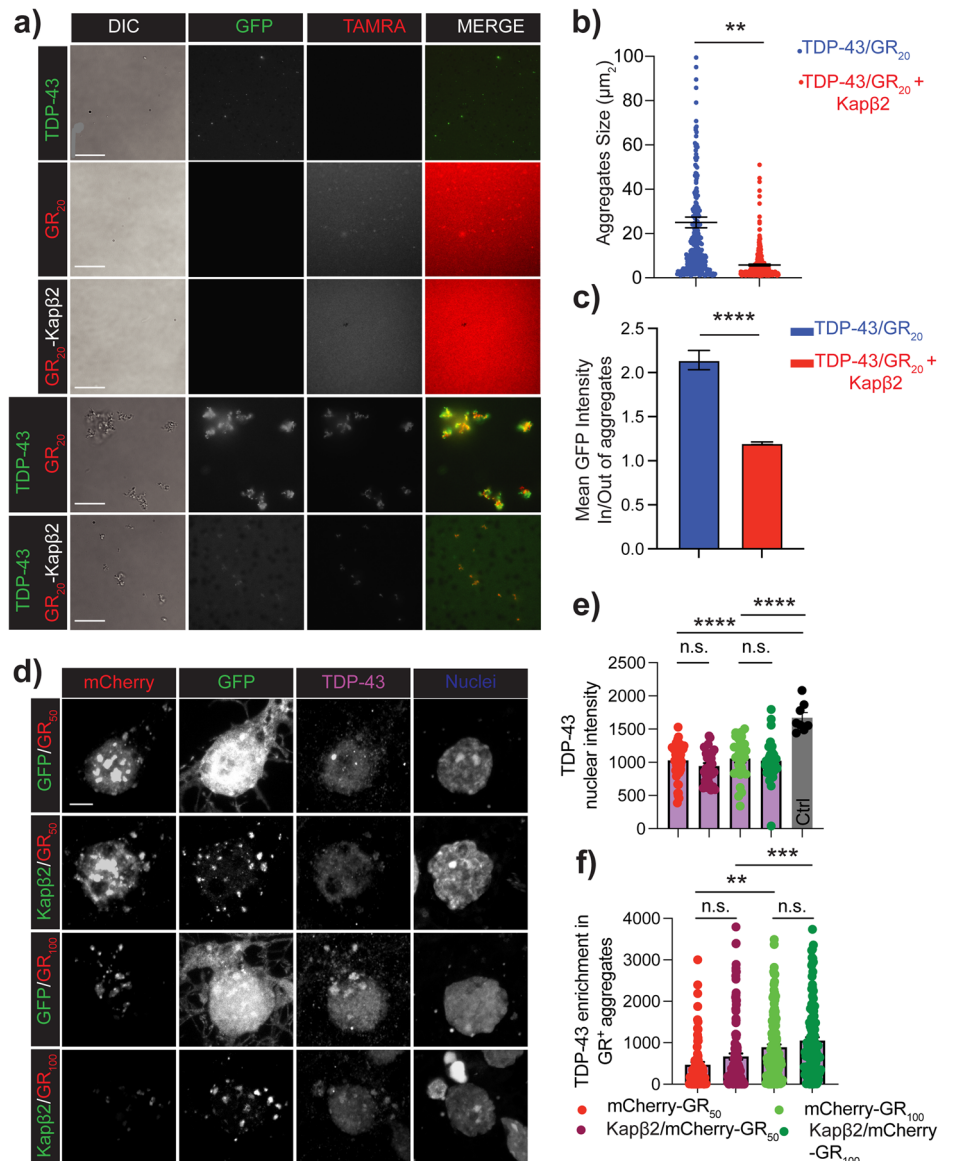 a)
DIC GFP TAMRA MERGE
TDP-43
GR20
GR20-Kapβ2
TDP-43
GR20
TDP-43
GR20-Kapβ2
b)
**
TDP-43/GR20
TDP-43/GR20 +
Kapβ2
Aggregates Size (μm2)
100
80
60
40
20
0
c)
****
TDP-43/GR20
TDP-43/GR20 +
Kapβ2
Mean GFP Intensity
In/Out of aggregates
2.5
2.0
1.5
1.0
0.5
0.0
d)
mCherry GFP TDP-43 Nuclei
GFP/GR50
Kapβ2/GR50
GFP/GR100
Kapβ2/GR100
e)
****
****
n.s. n.s.
TDP-43
nuclear intensity
2500
2000
1500
1000
500
0
Ctrl
f)
***
**
n.s. n.s.
TDP-43 enrichment in
GR+ aggregates
4000
3000
2000
1000
0
mCherry-GR50
Kapβ2/mCherry-GR50
mCherry-GR100
Kapβ2/mCherry
-GR100